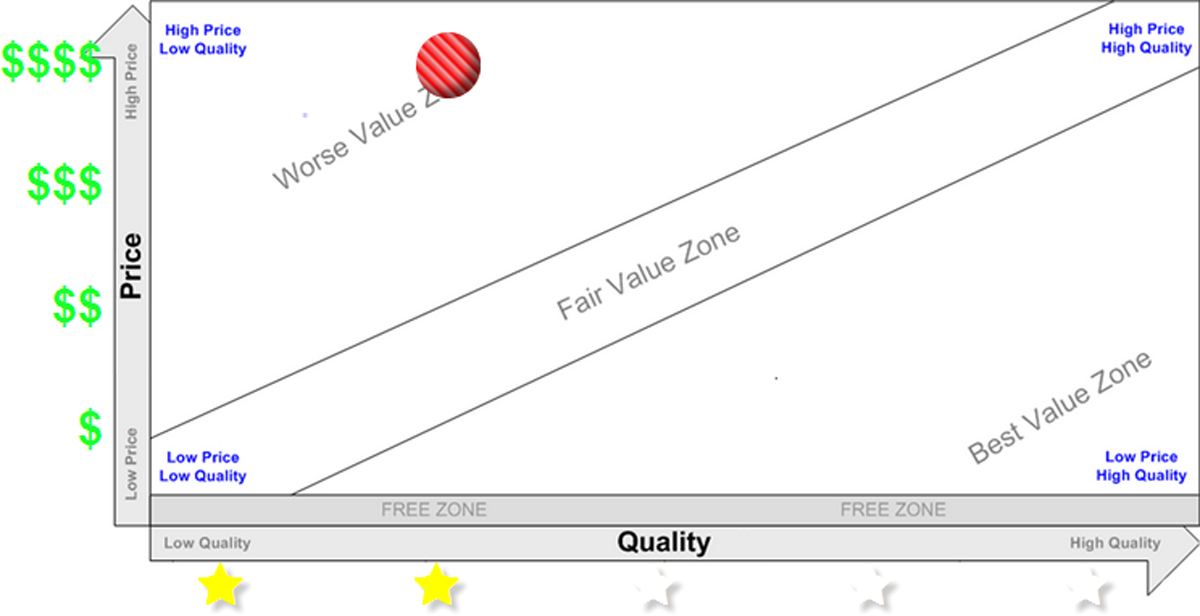 High Price
Low Quality
High Price
High Quality
$$$$
High Price
Worse Value Z
$$$
Price
Fair Value Zone
$$
Best Value Zone
$
Low Price
Low Price
Low Quality
Low Price
High Quality
FREE ZONE
FREE ZONE
Low Quality
Quality
High Quality